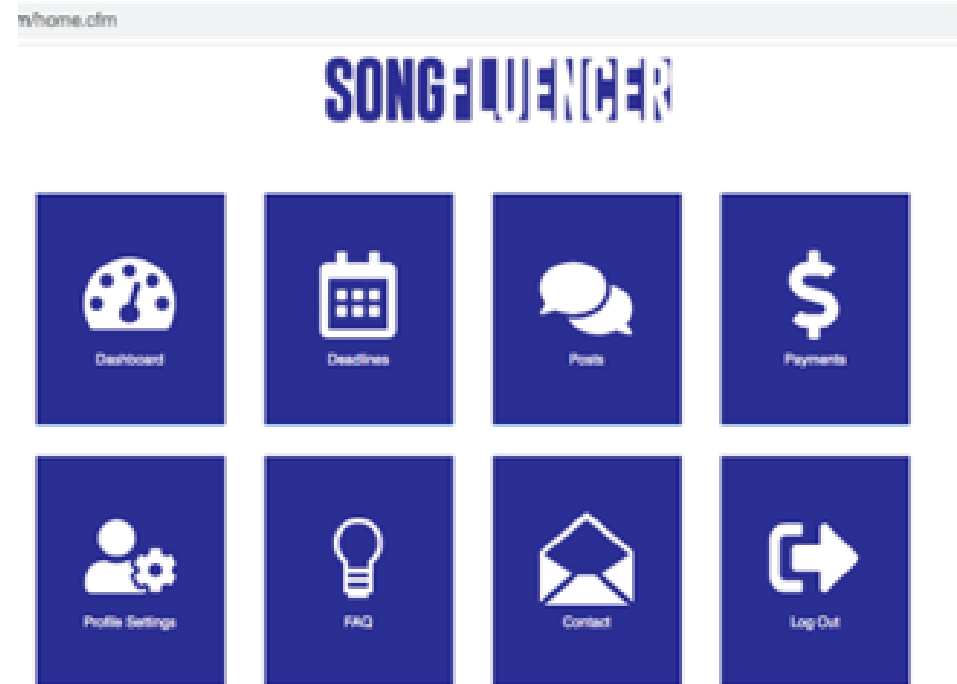 m/home.cfm
SONGFLUENCER
Dashboard
Deadlines
Posts
Payments
Profile Settings
FAQ
Contact
Log Out